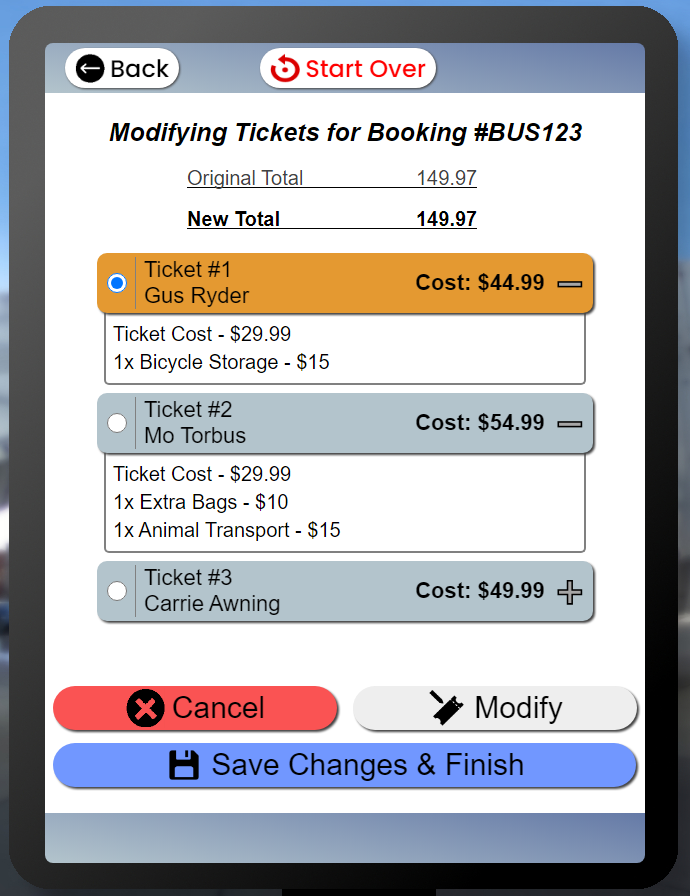 Back
Start Over
Modifying Tickets for Booking #BUS123
Original Total 149.97
New Total 149.97
Ticket #1
Gus Ryder
Cost: $44.99
Ticket Cost - $29.99
1x Bicycle Storage - $15
Ticket #2
Mo Torbus
Cost: $54.99
Ticket Cost - $29.99
1x Extra Bags - $10
1x Animal Transport - $15
Ticket #3
Carrie Awning
Cost: $49.99
Cancel
Modify
Save Changes & Finish